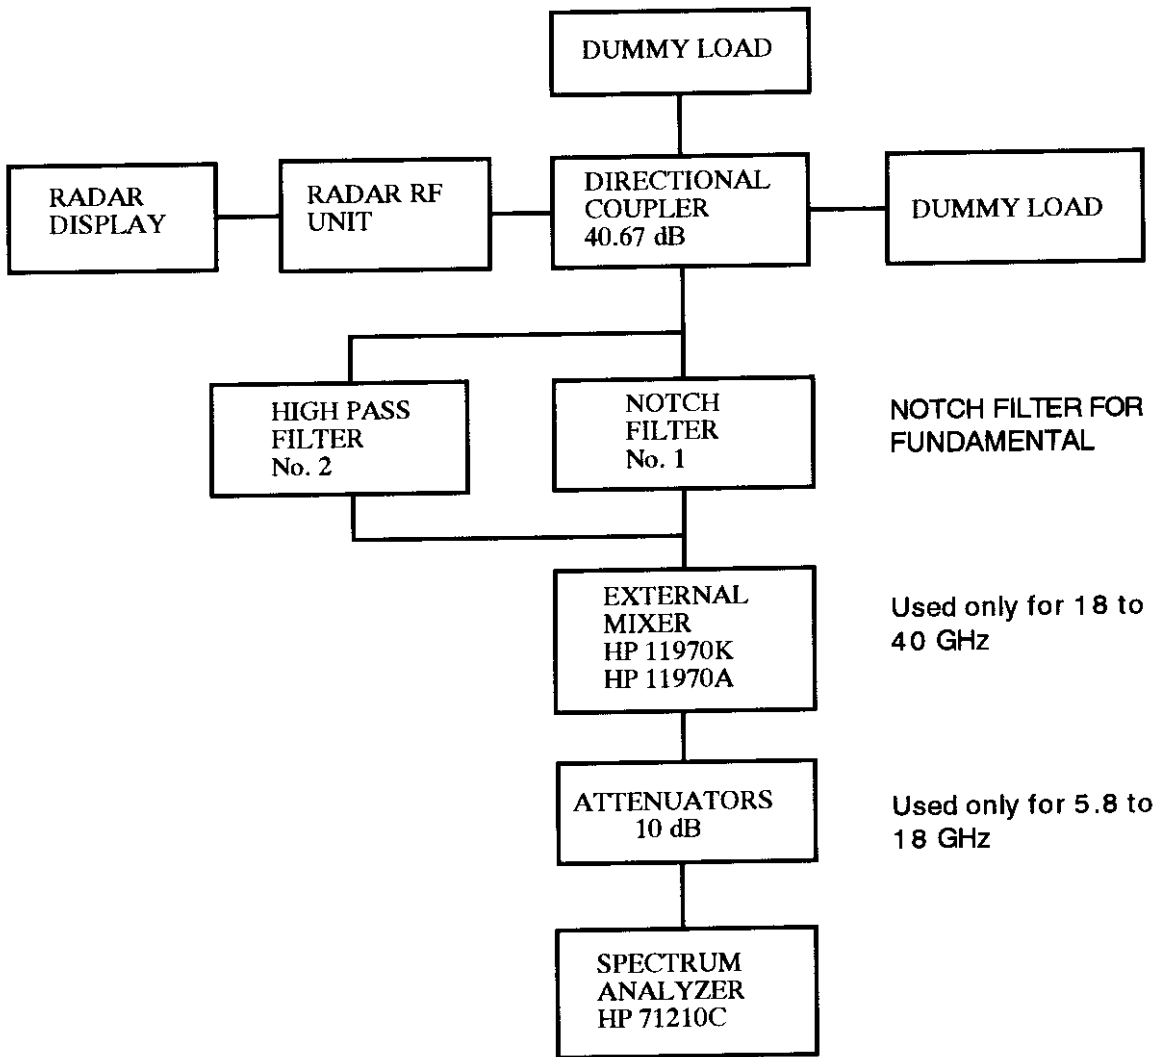 DUMMY LOAD
RADAR
DISPLAY
RADAR RF
UNIT
DIRECTIONAL
COUPLER
40.67 dB
DUMMY LOAD
HIGH PASS
FILTER
No. 2
NOTCH
FILTER
No. 1
NOTCH FILTER FOR
FUNDAMENTAL
EXTERNAL
MIXER
HP 11970K
HP 11970A
Used only for 18 to
40 GHz
ATTENUATORS
10 dB
Used only for 5.8 to
18 GHz
SPECTRUM
ANALYZER
HP 71210C